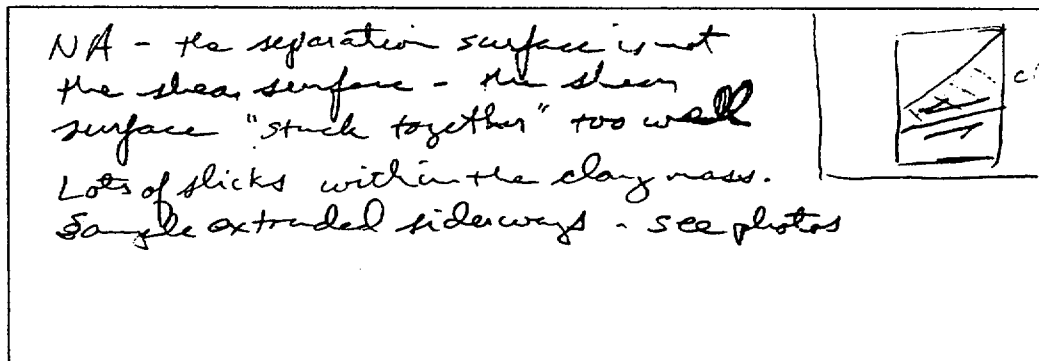 NA - the separation surface is not
the shear surface - the shear
surface "stuck together" too well
Lots of slicks within the clay mass.
Sample extruded sideways - see photos